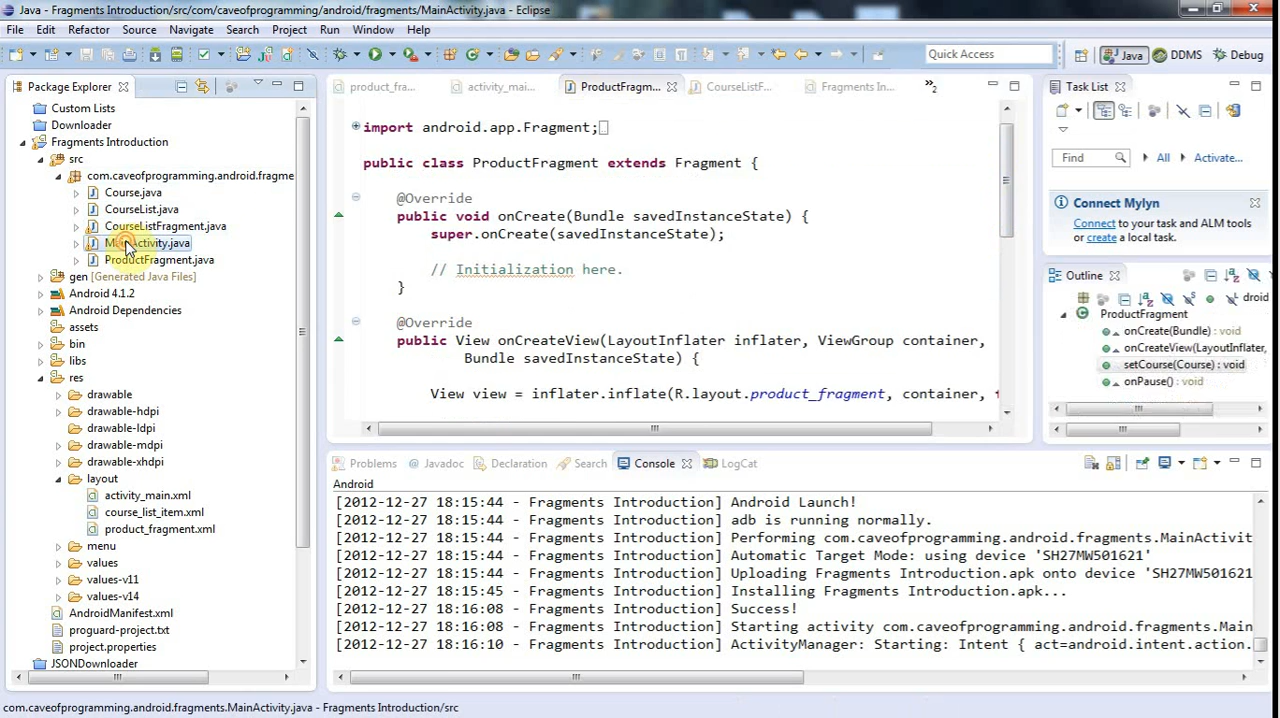 Java - Fragments Introduction/src/com/caveofprogramming/android/fragments/MainActivity.java - Eclipse
File Edit Refactor Source Navigate Search Project Run Window Help
Quick Access
Java
DDMS
Debug
Package Explorer
Custom Lists
Downloader
Fragments Introduction
src
com.caveofprogramming.android.fragme
Course.java
CourseList.java
CourseListFragment.java
MainActivity.java
ProductFragment.java
gen [Generated Java Files]
Android 4.1.2
Android Dependencies
assets
bin
libs
res
drawable
drawable-hdpi
drawable-ldpi
drawable-mdpi
drawable-xhdpi
layout
activity_main.xml
course_list_item.xml
product_fragment.xml
menu
values
values-v11
values-v14
AndroidManifest.xml
proguard-project.txt
project.properties
JSONDownloader
product_fra... activity_mai... ProductFragm... CourseListF... Fragments In... »2
import android.app.Fragment;
public class ProductFragment extends Fragment {
@Override
public void onCreate(Bundle savedInstanceState) {
super.onCreate(savedInstanceState);
// Initialization here.
}
@Override
public View onCreateView(LayoutInflater inflater, ViewGroup container,
Bundle savedInstanceState) {
View view = inflater.inflate(R.layout.product_fragment, container, f
Problems Javadoc Declaration Search Console LogCat
Android
[2012-12-27 18:15:44 - Fragments Introduction] Android Launch!
[2012-12-27 18:15:44 - Fragments Introduction] adb is running normally.
[2012-12-27 18:15:44 - Fragments Introduction] Performing com.caveofprogramming.android.fragments.MainActivit
[2012-12-27 18:15:44 - Fragments Introduction] Automatic Target Mode: using device 'SH27MW501621'
[2012-12-27 18:15:44 - Fragments Introduction] Uploading Fragments Introduction.apk onto device 'SH27MW501621
[2012-12-27 18:15:45 - Fragments Introduction] Installing Fragments Introduction.apk...
[2012-12-27 18:16:08 - Fragments Introduction] Success!
[2012-12-27 18:16:08 - Fragments Introduction] Starting activity com.caveofprogramming.android.fragments.Main
[2012-12-27 18:16:10 - Fragments Introduction] ActivityManager: Starting: Intent { act=android.intent.action.
Task List
Find All Activate...
Connect Mylyn
Connect to your task and ALM tools
or create a local task.
Outline
droid
ProductFragment
onCreate(Bundle) : void
onCreateView(LayoutInflater,
setCourse(Course) : void
onPause() : void
com.caveofprogramming.android.fragments.MainActivity.java - Fragments Introduction/src